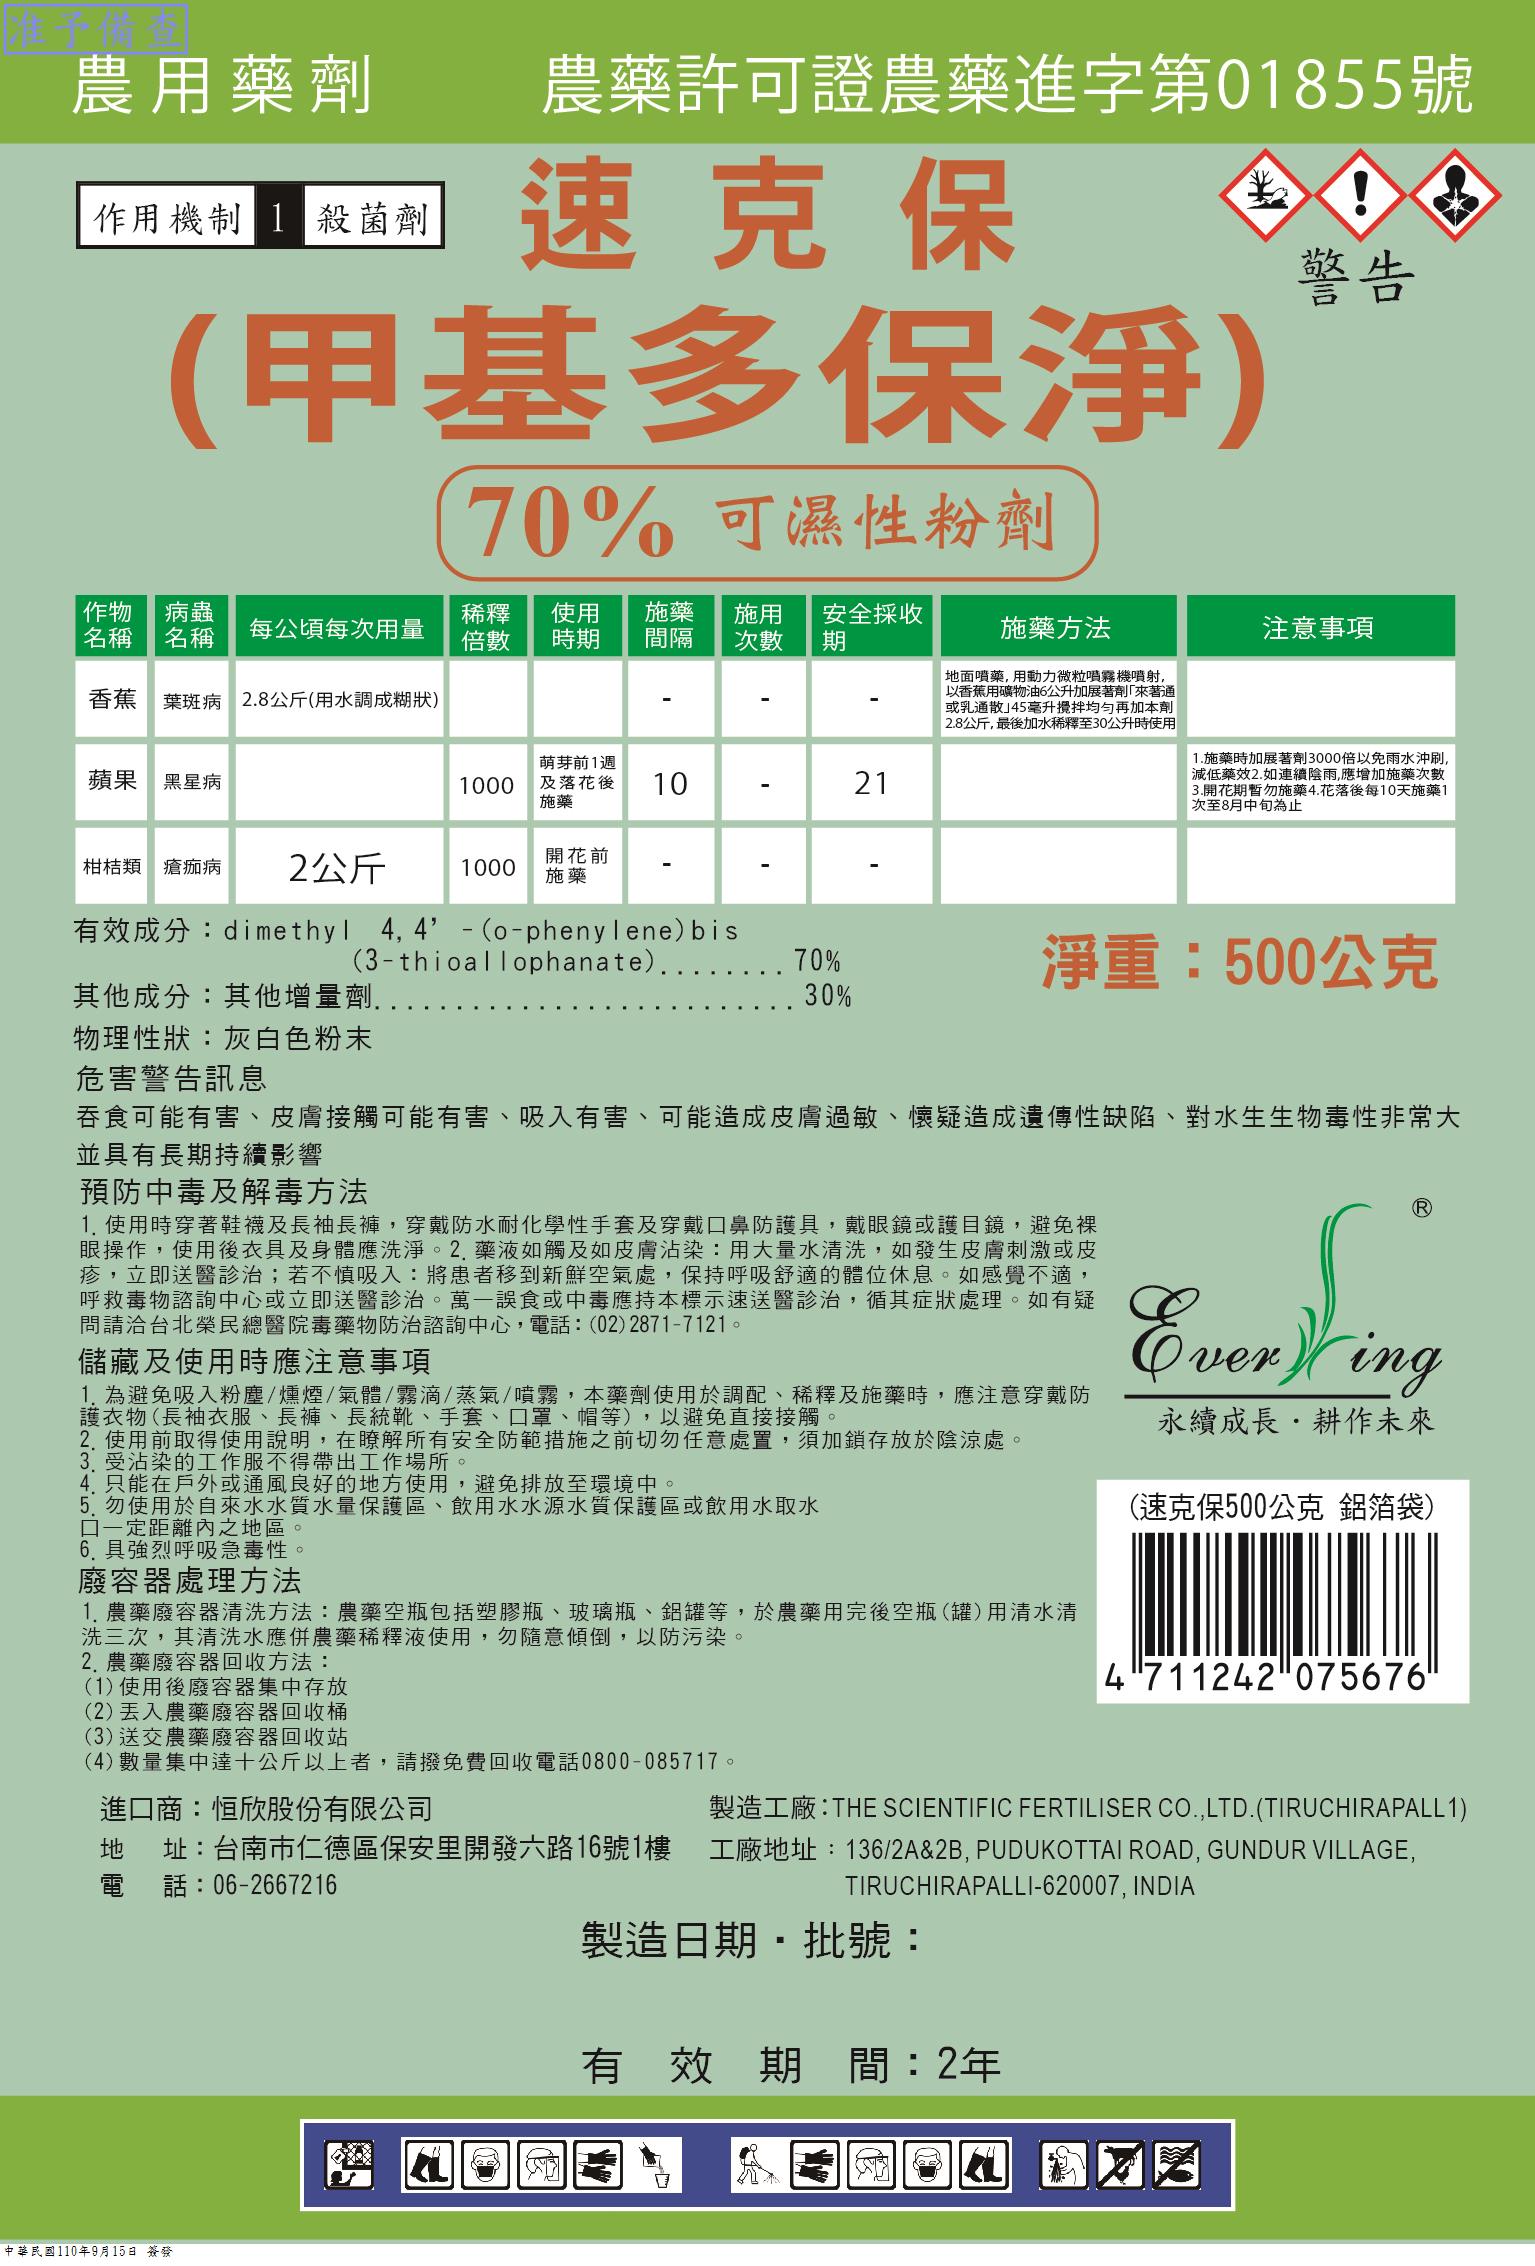 准予備查
農用藥劑 農藥許可證農藥進字第01855號
作用機制 1 殺菌劑
速克保
警告
(甲基多保淨)
70% 可濕性粉劑
作物名稱 病蟲名稱 每公頃每次用量 稀釋倍數 使用時期 施藥間隔 施用次數 安全採收期 施藥方法 注意事項
香蕉 葉斑病 2.8公斤(用水調成糊狀) - - -
地面噴藥, 用動力微粒噴霧機噴射,
以香蕉用礦物油6公升加展著劑「來著通
或乳通散」45毫升攪拌均勻再加本劑
2.8公斤, 最後加水稀釋至30公升時使用
蘋果 黑星病 1000
萌芽前1週
及落花後
施藥
10 - 21
1.施藥時加展著劑3000倍以免雨水沖刷,
減低藥效2.如連續陰雨,應增加施藥次數
3.開花期暫勿施藥4.花落後每10天施藥1
次至8月中旬為止
柑桔類 瘡痂病 2公斤 1000
開花前
施藥
- - -
有效成分：dimethyl 4,4’-(o-phenylene)bis
(3-thioallophanate)........70%
其他成分：其他增量劑..........................30%
淨重：500公克
物理性狀：灰白色粉末
危害警告訊息
吞食可能有害、皮膚接觸可能有害、吸入有害、可能造成皮膚過敏、懷疑造成遺傳性缺陷、對水生生物毒性非常大
並具有長期持續影響
預防中毒及解毒方法
1. 使用時穿著鞋襪及長袖長褲，穿戴防水耐化學性手套及穿戴口鼻防護具，戴眼鏡或護目鏡，避免裸
眼操作，使用後衣具及身體應洗淨。2. 藥液如觸及如皮膚沾染：用大量水清洗，如發生皮膚刺激或皮
疹，立即送醫診治；若不慎吸入：將患者移到新鮮空氣處，保持呼吸舒適的體位休息。如感覺不適，
呼救毒物諮詢中心或立即送醫診治。萬一誤食或中毒應持本標示速送醫診治，循其症狀處理。如有疑
問請洽台北榮民總醫院毒藥物防治諮詢中心，電話：(02)2871-7121。
儲藏及使用時應注意事項
1. 為避免吸入粉塵/燻煙/氣體/霧滴/蒸氣/噴霧，本藥劑使用於調配、稀釋及施藥時，應注意穿戴防
護衣物(長袖衣服、長褲、長統靴、手套、口罩、帽等)，以避免直接接觸。
2. 使用前取得使用說明，在瞭解所有安全防範措施之前切勿任意處置，須加鎖存放於陰涼處。
3. 受沾染的工作服不得帶出工作場所。
4. 只能在戶外或通風良好的地方使用，避免排放至環境中。
5. 勿使用於自來水水質水量保護區、飲用水水源水質保護區或飲用水取水
口一定距離內之地區。
6. 具強烈呼吸急毒性。
廢容器處理方法
1. 農藥廢容器清洗方法：農藥空瓶包括塑膠瓶、玻璃瓶、鋁罐等，於農藥用完後空瓶(罐)用清水清
洗三次，其清洗水應併農藥稀釋液使用，勿隨意傾倒，以防污染。
2. 農藥廢容器回收方法：
(1)使用後廢容器集中存放
(2)丟入農藥廢容器回收桶
(3)送交農藥廢容器回收站
(4)數量集中達十公斤以上者，請撥免費回收電話0800-085717。
®
Ever ing
永續成長·耕作未來
(速克保500公克 鋁箔袋)
4 711242 075676
進口商：恒欣股份有限公司
地 址：台南市仁德區保安里開發六路16號1樓
電 話：06-2667216
製造工廠：THE SCIENTIFIC FERTILISER CO.,LTD.(TIRUCHIRAPALL1)
工廠地址：136/2A&2B, PUDUKOTTAI ROAD, GUNDUR VILLAGE,
TIRUCHIRAPALLI-620007, INDIA
製造日期·批號：
有效期間：2年
中華民國110年9月15日 簽發